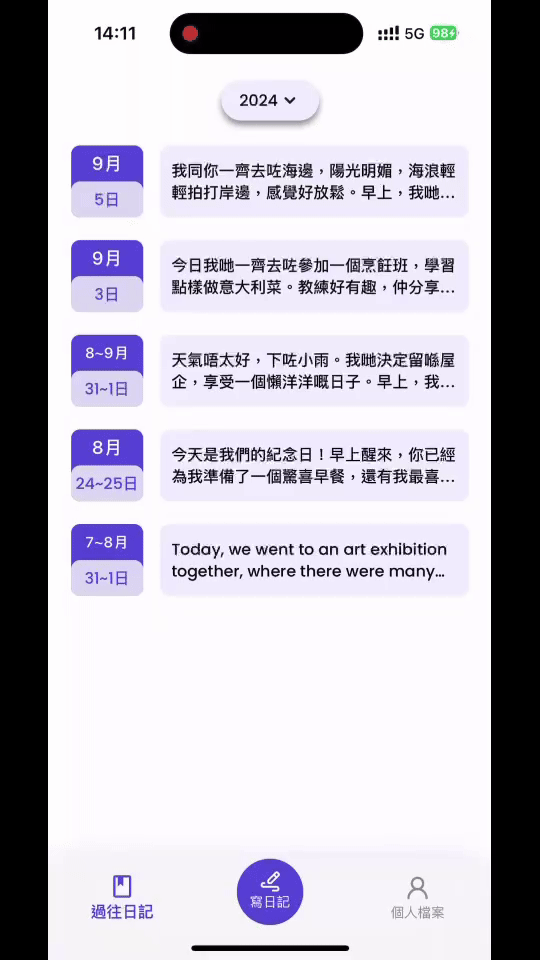 14:11
5G 98
2024
9月
5日
我同你一齊去咗海邊，陽光明媚，海浪輕
輕拍打岸邊，感覺好放鬆。早上，我哋...
9月
3日
今日我哋一齊去咗參加一個烹飪班，學習
點樣做意大利菜。教練好有趣，仲分享...
8~9月
31~1日
天氣唔太好，下咗小雨。我哋決定留喺屋
企，享受一個懶洋洋嘅日子。早上，我...
8月
24~25日
今天是我們的紀念日！早上醒來，你已經
為我準備了一個驚喜早餐，還有我最喜...
7~8月
31~1日
Today, we went to an art exhibition
together, where there were many...
過往日記
寫日記
個人檔案